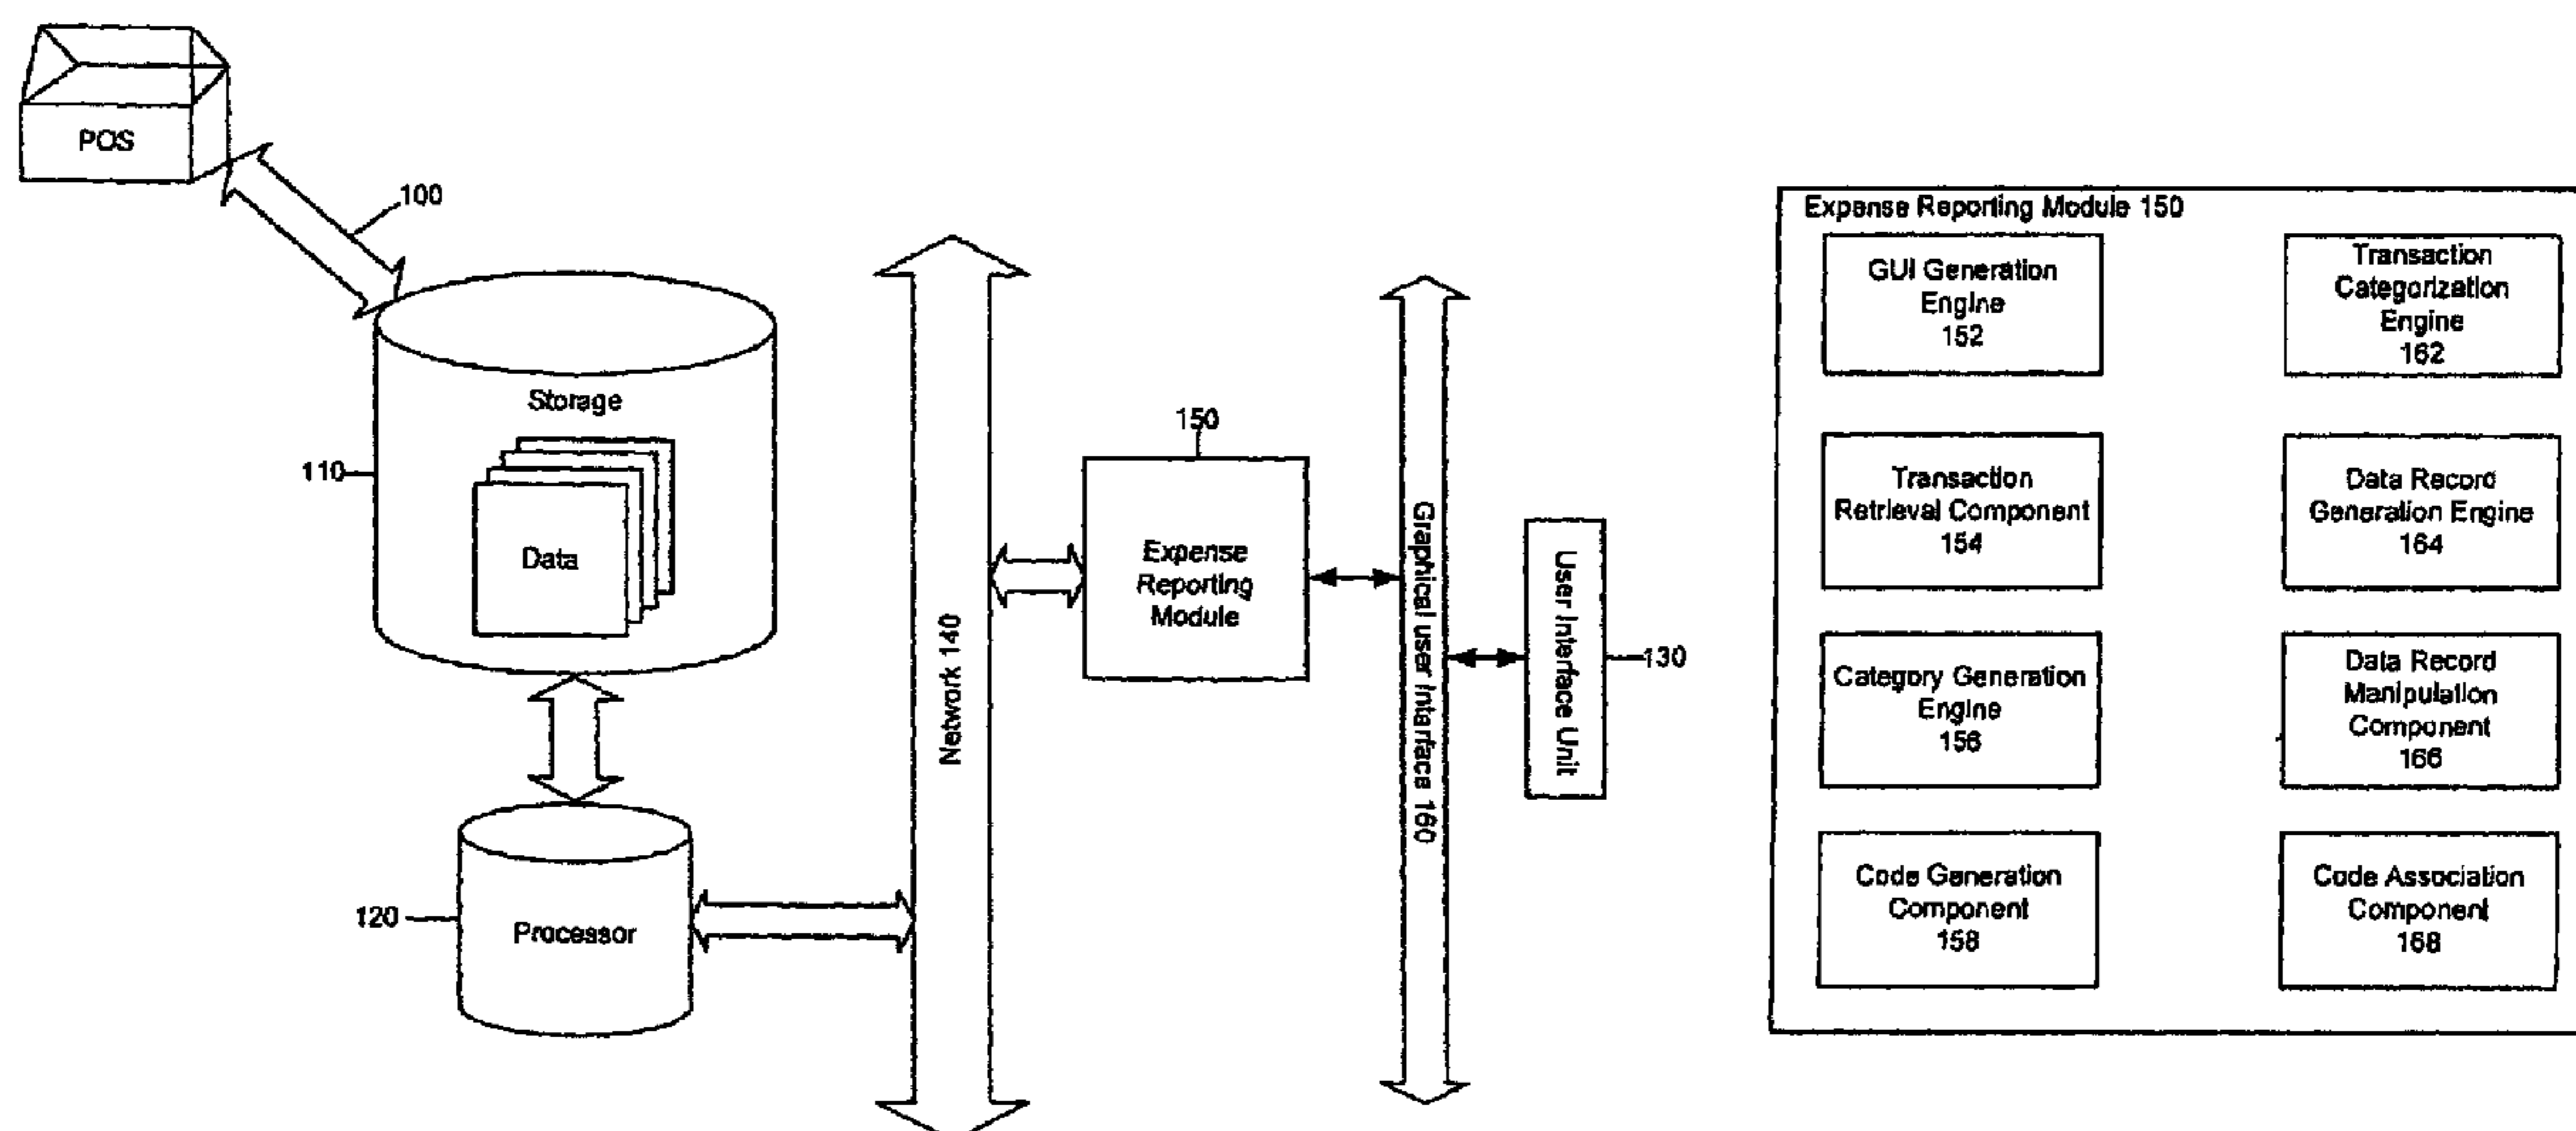 POS
100
Storage
110
Data
120
Processor
Network 140
150
Expense
Reporting
Module
Graphical user Interface 160
User Interface Unit
130
Expense Reporting Module 150
GUI Generation
Engine
152
Transaction
Categorization
Engine
162
Transaction
Retrieval Component
154
Data Record
Generation Engine
164
Category Generation
Engine
156
Data Record
Manipulation
Component
166
Code Generation
Component
158
Code Association
Component
168